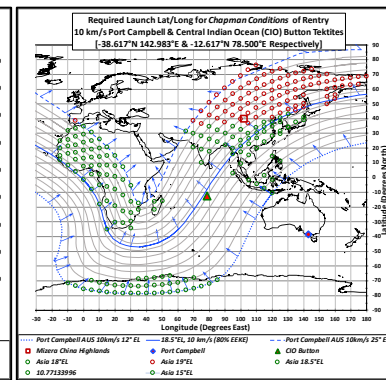 Required Launch Lat/Long for Chapman Conditions of Rentry
10 km/s Port Campbell & Central Indian Ocean (CIO) Button Tektites
[-38.617°N 142.983°E & -12.617°N 78.500°E Respectively]
90
80
70
60
50
40
30
20
10
0
-10
-20
-30
-40
-50
-60
-70
-80
-90
Latitude (Degrees North)
-30 -20 -10 0 10 20 30 40 50 60 70 80 90 100 110 120 130 140 150 160 170 180
Longitude (Degrees East)
Port Campbell AUS 10km/s 12° EL
18.5°EL, 10 km/s (80% EEKE)
Port Campbell AUS 10km/s 25° E
Mizera China Highlands
Port Campbell
CIO Button
Asia 18°EL
Asia 19°EL
Asia 18.5°EL
10.77133996
Asia 15°EL